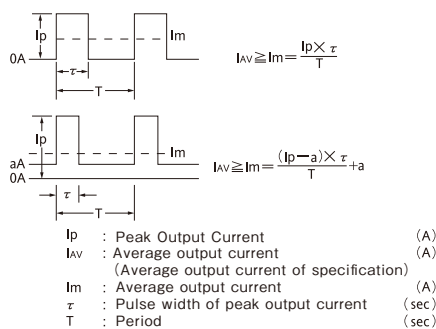 Ip
Im
0A
τ
T
IAV≧Im=Ip×τ/T
Ip
Im
aA
0A
τ
T
IAV≧Im=(Ip−a)×τ/T+a
Ip : Peak Output Current (A)
IAV : Average output current (A)
(Average output current of specification)
Im : Average output current (A)
τ : Pulse width of peak output current (sec)
T : Period (sec)